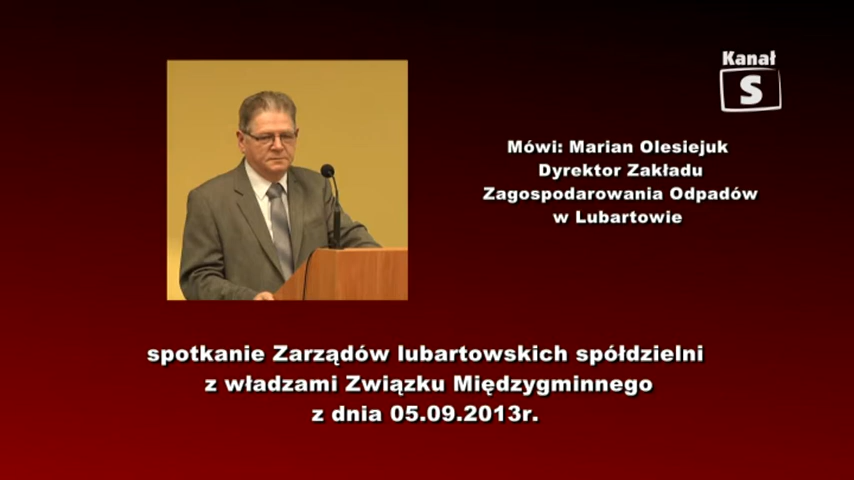 Kanał
S
Mówi: Marian Olesiejuk
Dyrektor Zakładu
Zagospodarowania Odpadów
w Lubartowie
spotkanie Zarządów lubartowskich spółdzielni
z władzami Związku Międzygminnego
z dnia 05.09.2013r.